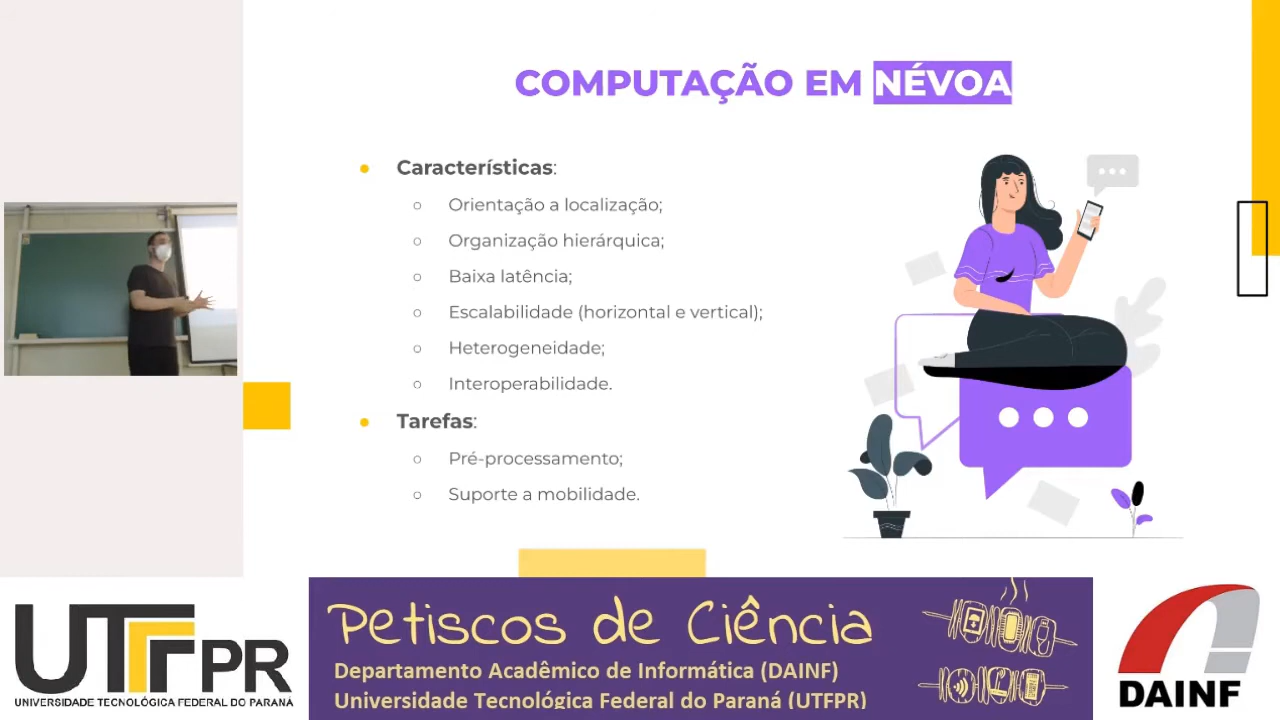 COMPUTAÇÃO EM NÉVOA
Características:
Orientação a localização;
Organização hierárquica;
Baixa latência;
Escalabilidade (horizontal e vertical);
Heterogeneidade;
Interoperabilidade.
Tarefas:
Pré-processamento;
Suporte a mobilidade.
UTFPR
UNIVERSIDADE TECNOLÓGICA FEDERAL DO PARANÁ
Petiscos de Ciência
Departamento Acadêmico de Informática (DAINF)
Universidade Tecnológica Federal do Paraná (UTFPR)
DAINF